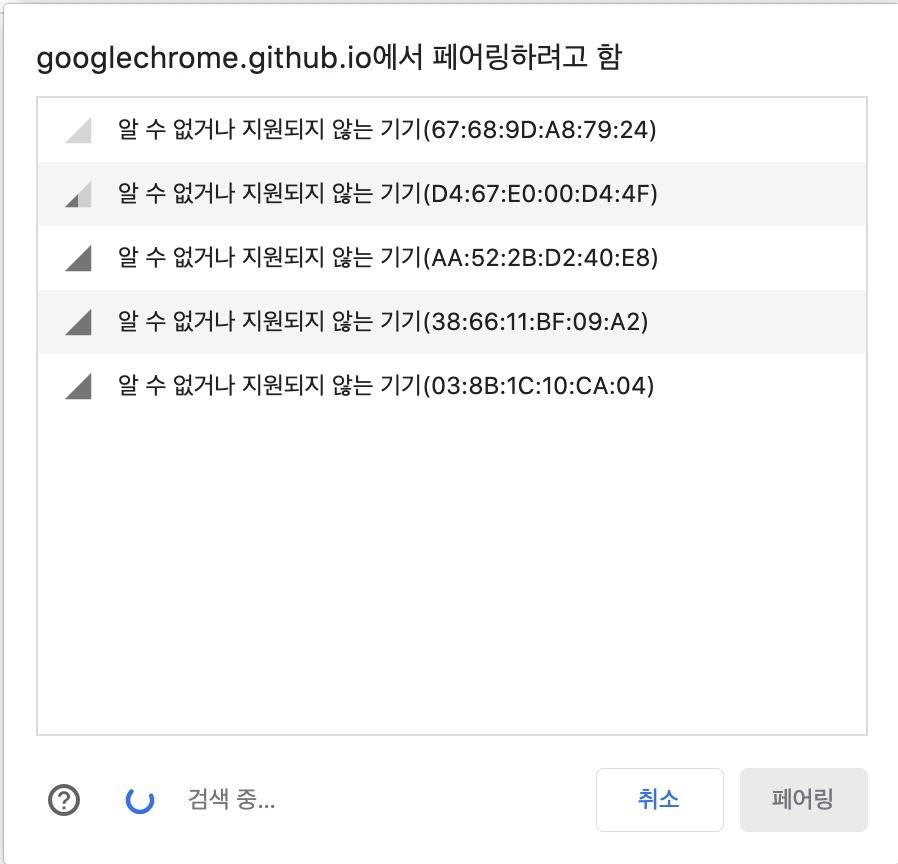 googlechrome.github.io에서 페어링하려고 함
알 수 없거나 지원되지 않는 기기(67:68:9D:A8:79:24)
알 수 없거나 지원되지 않는 기기(D4:67:E0:00:D4:4F)
알 수 없거나 지원되지 않는 기기(AA:52:2B:D2:40:E8)
알 수 없거나 지원되지 않는 기기(38:66:11:BF:09:A2)
알 수 없거나 지원되지 않는 기기(03:8B:1C:10:CA:04)
? 검색 중... 취소 페어링